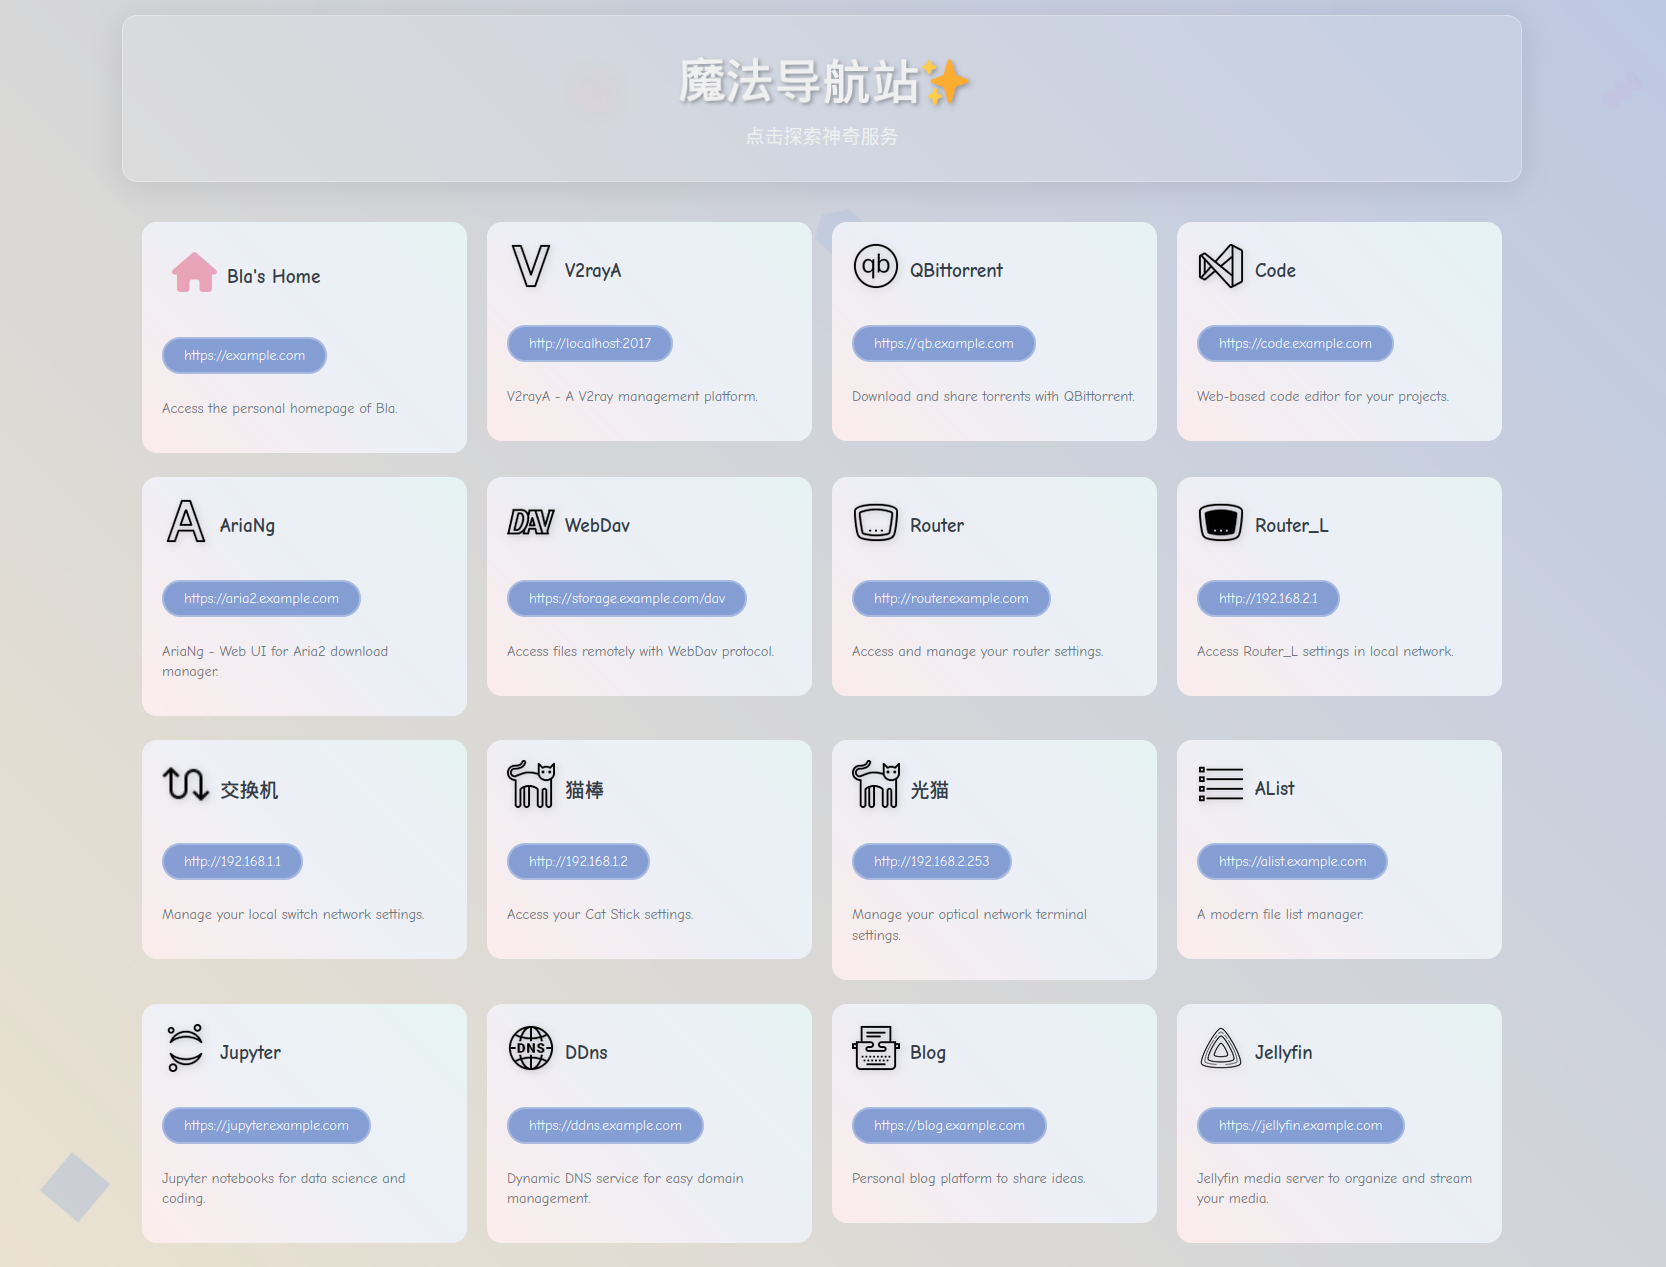 魔法导航站✨
点击探索神奇服务
Bla's Home
https://example.com
Access the personal homepage of Bla.
V
V2rayA
http://localhost:2017
V2rayA - A V2ray management platform.
qb
QBittorrent
https://qb.example.com
Download and share torrents with QBittorrent.
Code
https://code.example.com
Web-based code editor for your projects.
A
AriaNg
https://aria2.example.com
AriaNg - Web UI for Aria2 download
manager.
DAV
WebDav
https://storage.example.com/dav
Access files remotely with WebDav protocol.
Router
http://router.example.com
Access and manage your router settings.
Router_L
http://192.168.2.1
Access Router_L settings in local network.
交换机
http://192.168.1.1
Manage your local switch network settings.
猫棒
http://192.168.1.2
Access your Cat Stick settings.
光猫
http://192.168.2.253
Manage your optical network terminal
settings.
AList
https://alist.example.com
A modern file list manager.
Jupyter
https://jupyter.example.com
Jupyter notebooks for data science and
coding.
DNS
DDns
https://ddns.example.com
Dynamic DNS service for easy domain
management.
Blog
https://blog.example.com
Personal blog platform to share ideas.
Jellyfin
https://jellyfin.example.com
Jellyfin media server to organize and stream
your media.